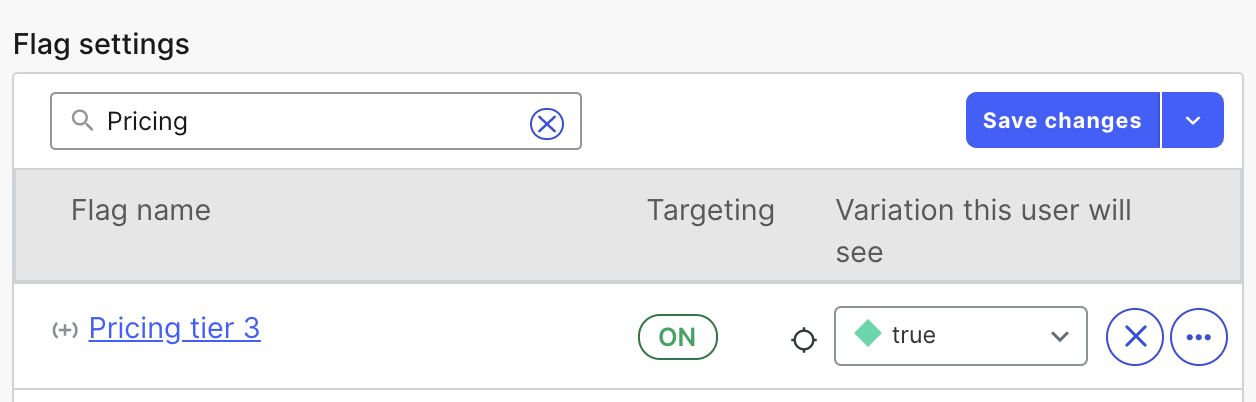 Flag settings
Pricing
Save changes
Flag name
Targeting
Variation this user will
see
(+) Pricing tier 3
ON
true